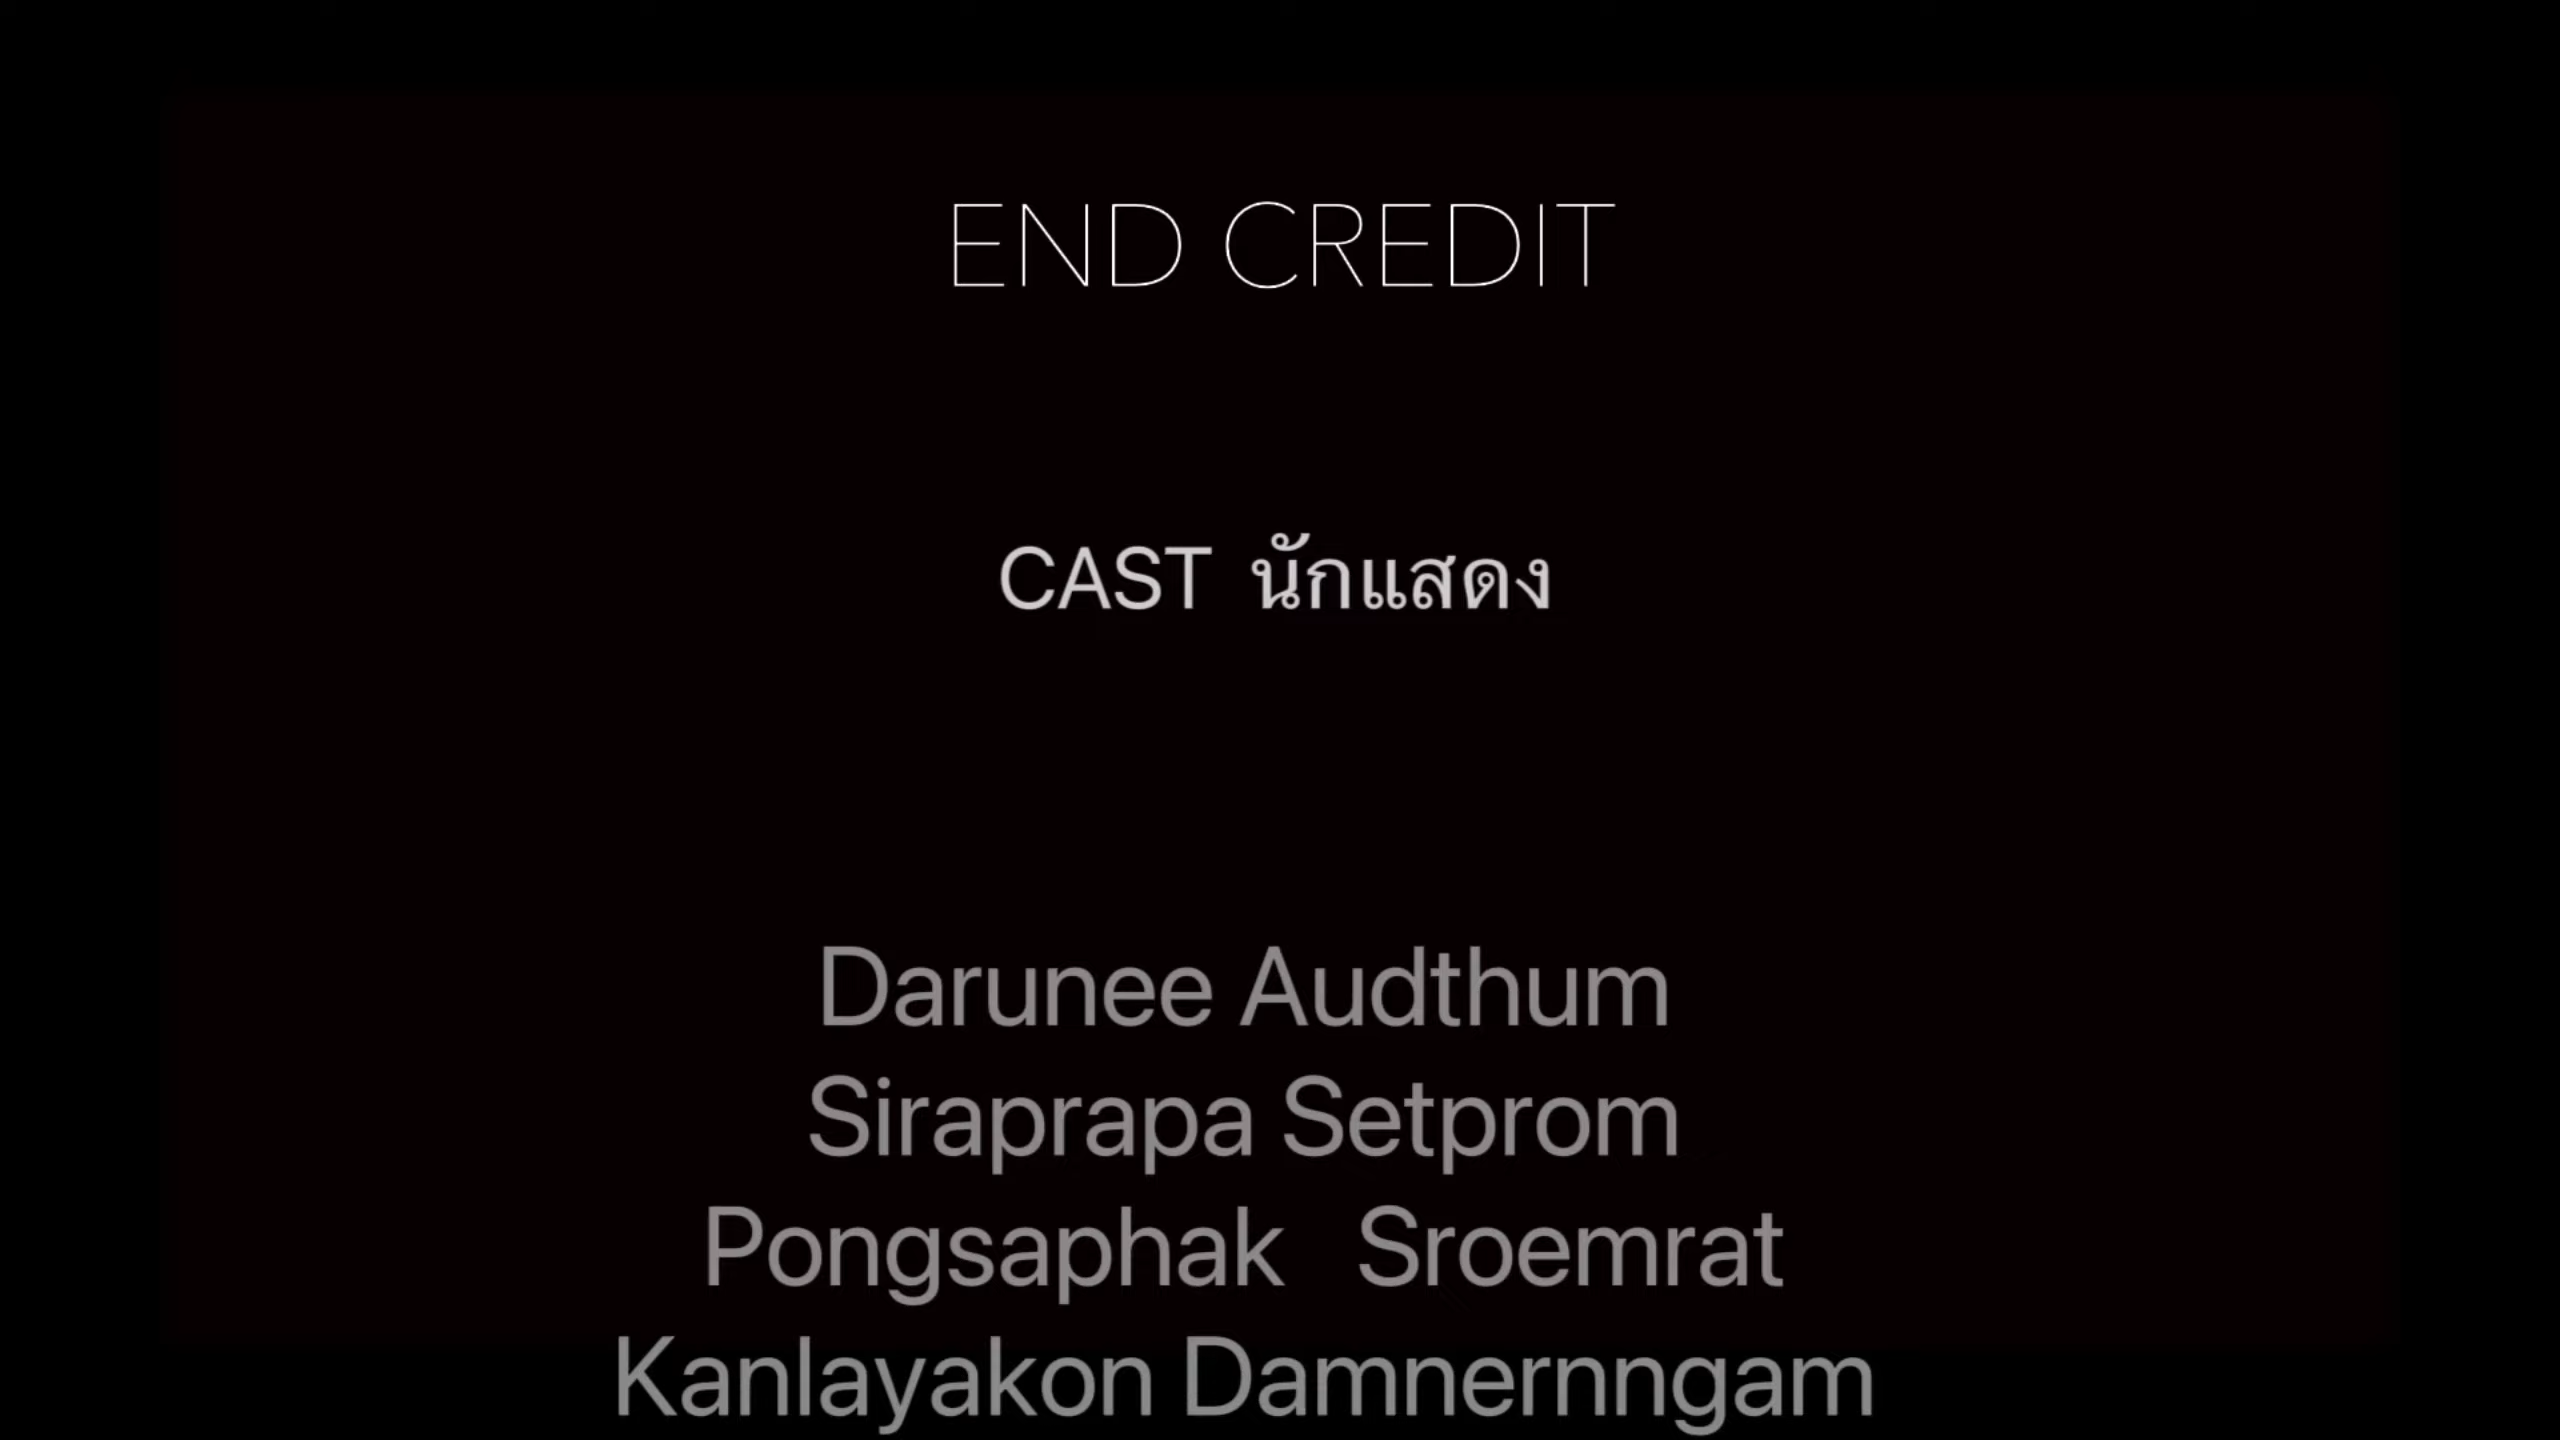 END CREDIT
CAST นักแสดง
Darunee Audthum
Siraprapa Setprom
Pongsaphak Sroemrat
Kanlayakon Damnernngam